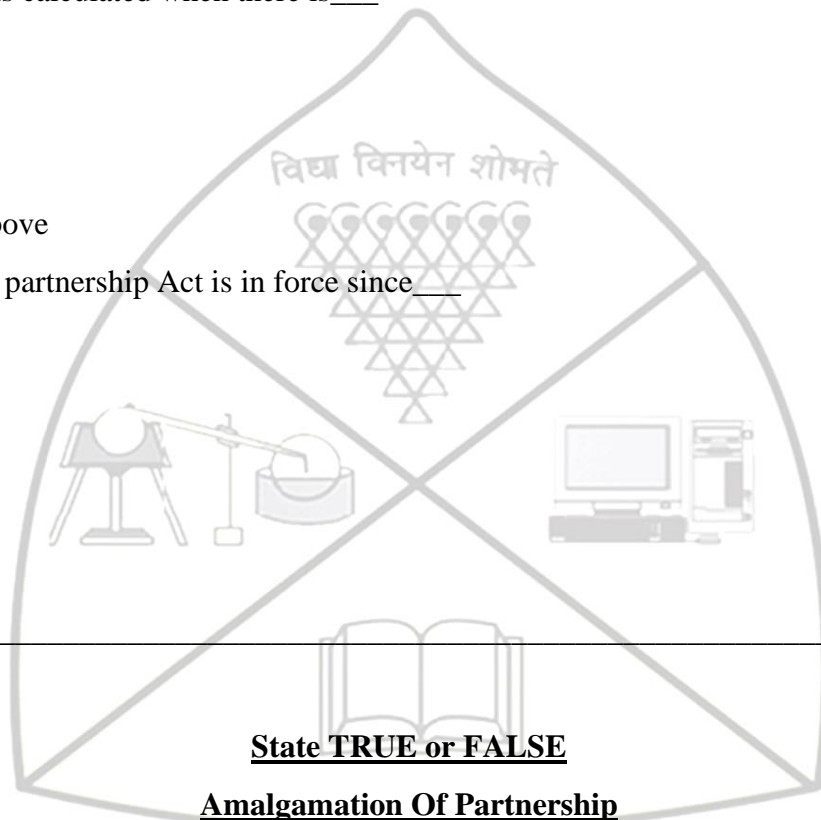 s calculated when there is___
विद्या विनयेन शोभते
bove
partnership Act is in force since___
State TRUE or FALSE
Amalgamation Of Partnership